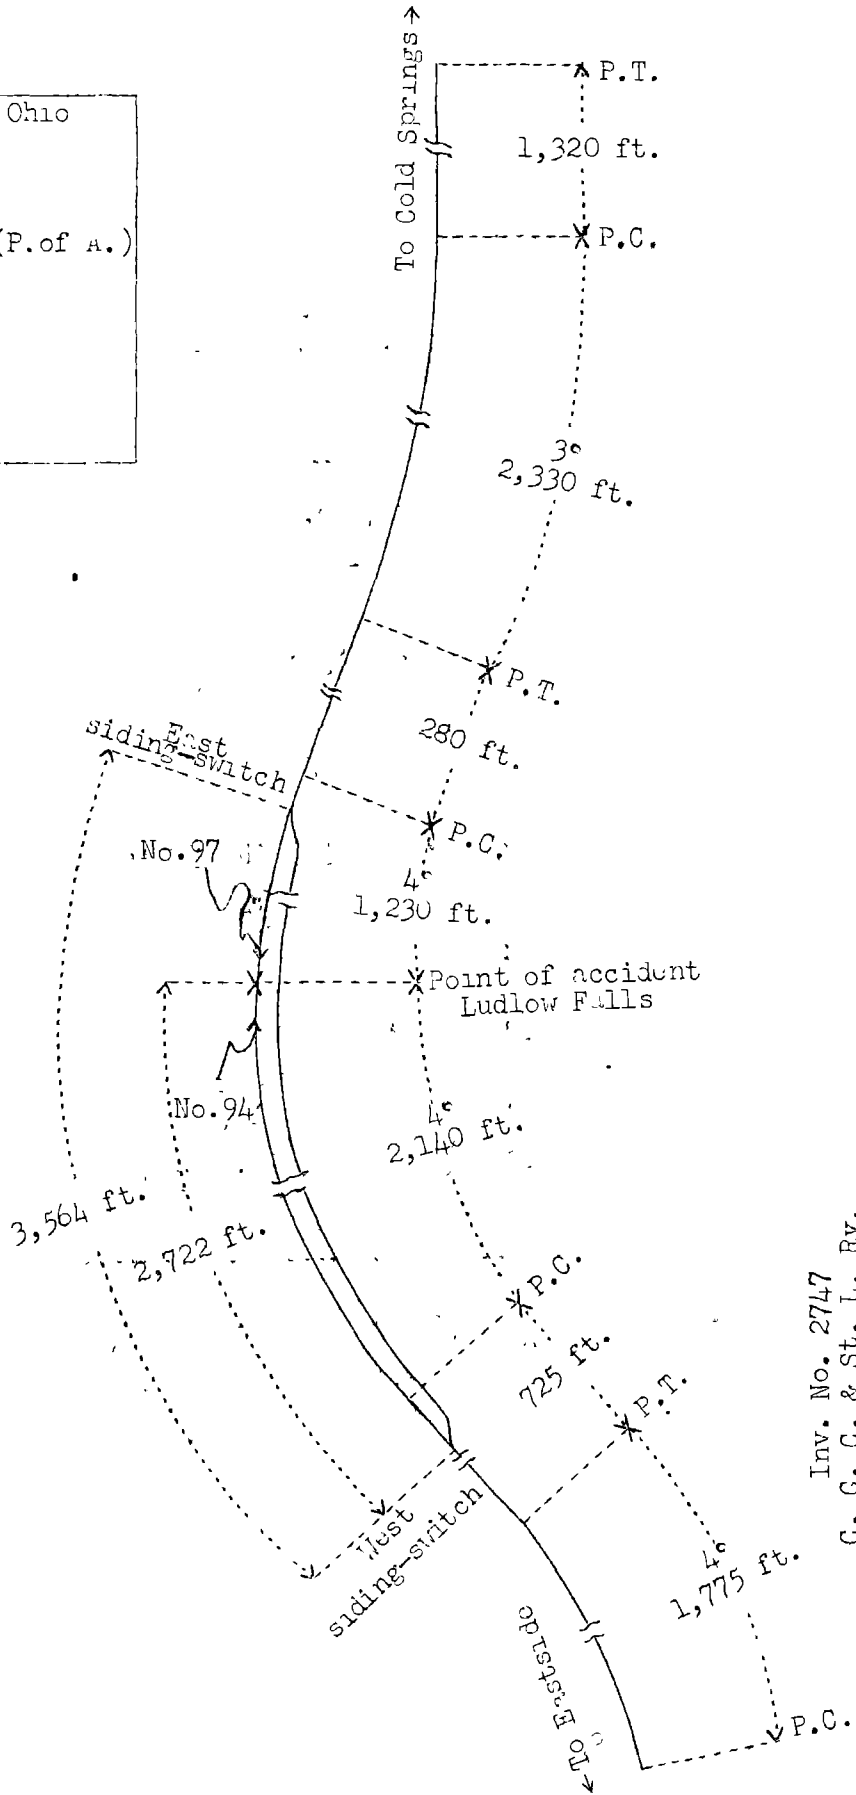 To Cold Springs →
P.T.
Ohio
1,320 ft.
(P. of A.)
P.C.
3°
2,330 ft.
P.T.
280 ft.
East
siding-switch
P.C.
No.97
4°
1,230 ft.
Point of accident
Ludlow Falls
No.94
4°
2,140 ft.
3,564 ft.
2,722 ft.
P.C.
725 ft.
P.T.
West
siding-switch
4°
1,775 ft.
← To Eastside
P.C.
Inv. No. 2747
C. C. C. & St. L. Ry.